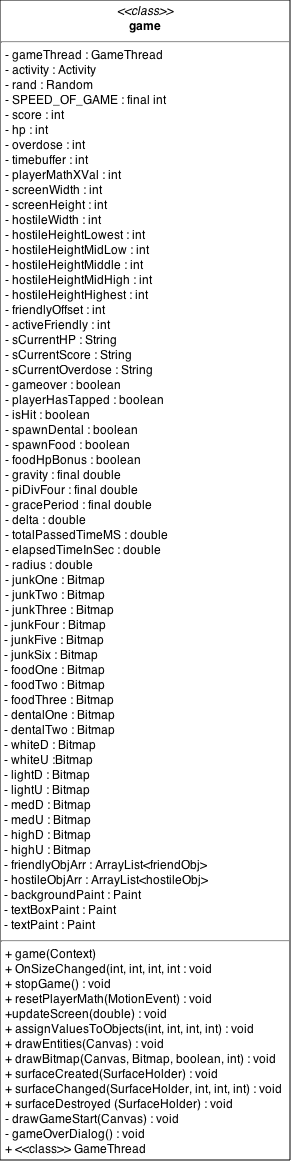 <<class>>
game
- gameThread : GameThread
- activity : Activity
- rand : Random
- SPEED_OF_GAME : final int
- score : int
- hp : int
- overdose : int
- timebuffer : int
- playerMathXVal : int
- screenWidth : int
- screenHeight : int
- hostileWidth : int
- hostileHeightLowest : int
- hostileHeightMidLow : int
- hostileHeightMiddle : int
- hostileHeightMidHigh : int
- hostileHeightHighest : int
- friendlyOffset : int
- activeFriendly : int
- sCurrentHP : String
- sCurrentScore : String
- sCurrentOverdose : String
- gameover : boolean
- playerHasTapped : boolean
- isHit : boolean
- spawnDental : boolean
- spawnFood : boolean
- foodHpBonus : boolean
- gravity : final double
- piDivFour : final double
- gracePeriod : final double
- delta : double
- totalPassedTimeMS : double
- elapsedTimeInSec : double
- radius : double
- junkOne : Bitmap
- junkTwo : Bitmap
- junkThree : Bitmap
- junkFour : Bitmap
- junkFive : Bitmap
- junkSix : Bitmap
- foodOne : Bitmap
- foodTwo : Bitmap
- foodThree : Bitmap
- dentalOne : Bitmap
- dentalTwo : Bitmap
- whiteD : Bitmap
- whiteU :Bitmap
- lightD : Bitmap
- lightU : Bitmap
- medD : Bitmap
- medU : Bitmap
- highD : Bitmap
- highU : Bitmap
- friendlyObjArr : ArrayList<friendObj>
- hostileObjArr : ArrayList<hostileObj>
- backgroundPaint : Paint
- textBoxPaint : Paint
- textPaint : Paint
+ game(Context)
+ OnSizeChanged(int, int, int, int : void
+ stopGame() : void
+ resetPlayerMath(MotionEvent) : void
+updateScreen(double) : void
+ assignValuesToObjects(int, int, int, int) : void
+ drawEntities(Canvas) : void
+ drawBitmap(Canvas, Bitmap, boolean, int) : void
+ surfaceCreated(SurfaceHolder) : void
+ surfaceChanged(SurfaceHolder, int, int, int) : void
+ surfaceDestroyed (SurfaceHolder) : void
- drawGameStart(Canvas) : void
- gameOverDialog() : void
+ <<class>> GameThread